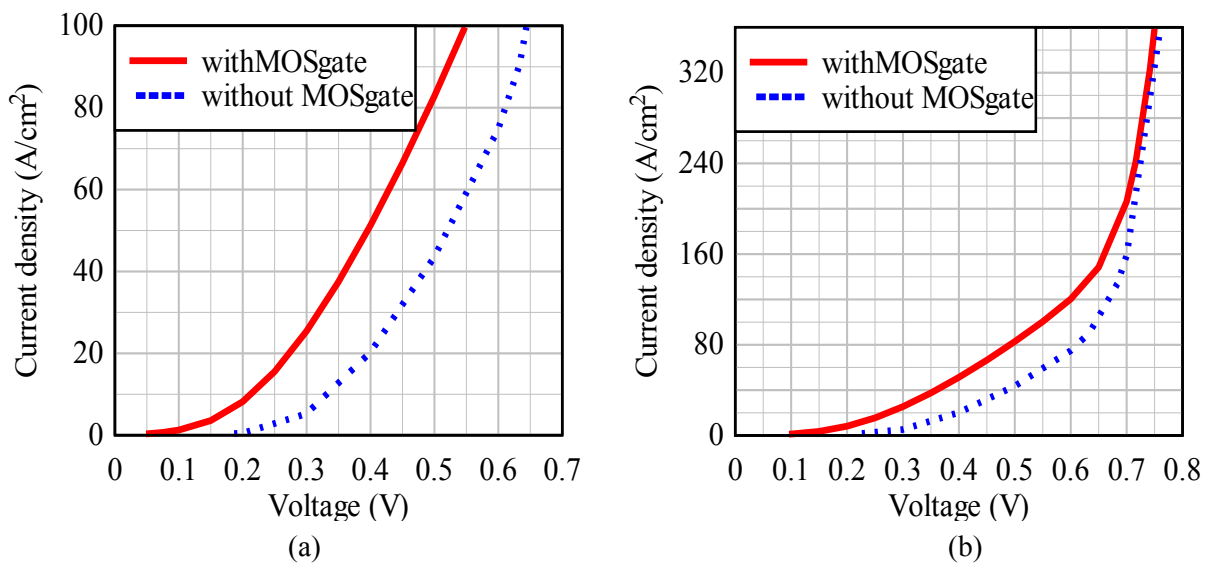 100
80
60
40
20
0
Current density (A/cm²)
withMOSgate
without MOSgate
0 0.1 0.2 0.3 0.4 0.5 0.6 0.7
Voltage (V)
(a)
320
240
160
80
0
Current density (A/cm²)
withMOSgate
without MOSgate
0 0.1 0.2 0.3 0.4 0.5 0.6 0.7 0.8
Voltage (V)
(b)